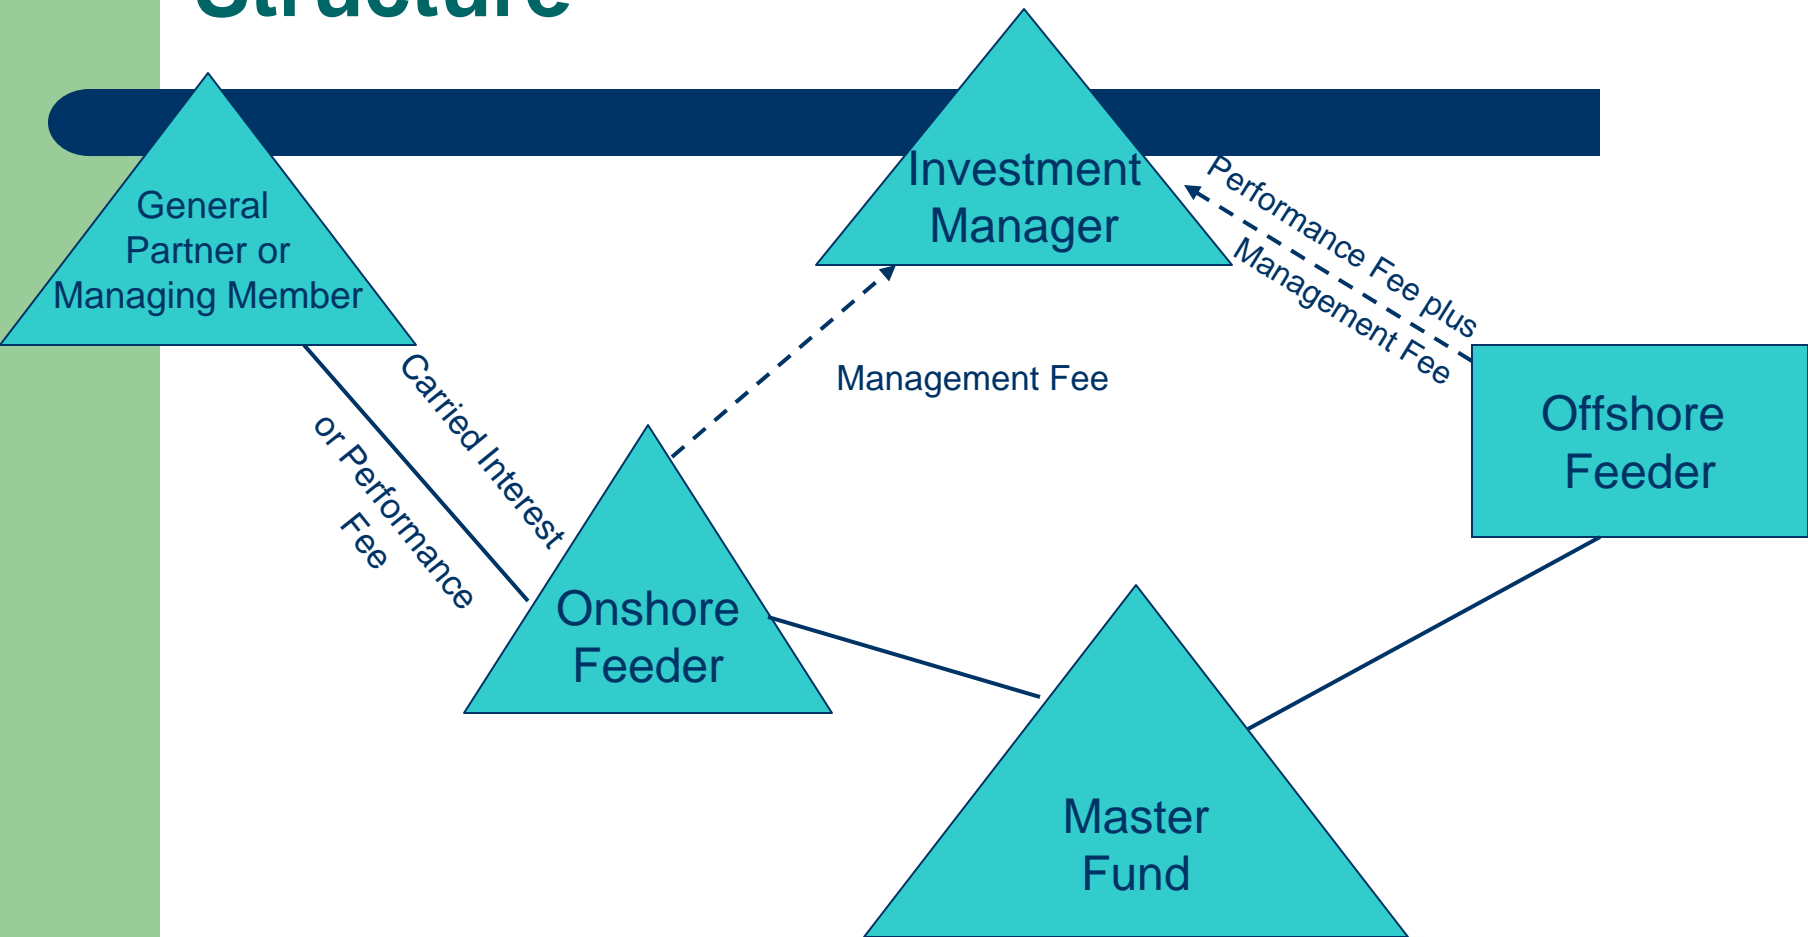 Structure
General
Partner or
Managing Member
Investment
Manager
Performance Fee plus
Management Fee
Carried Interest
or Performance
Fee
Management Fee
Offshore
Feeder
Onshore
Feeder
Master
Fund